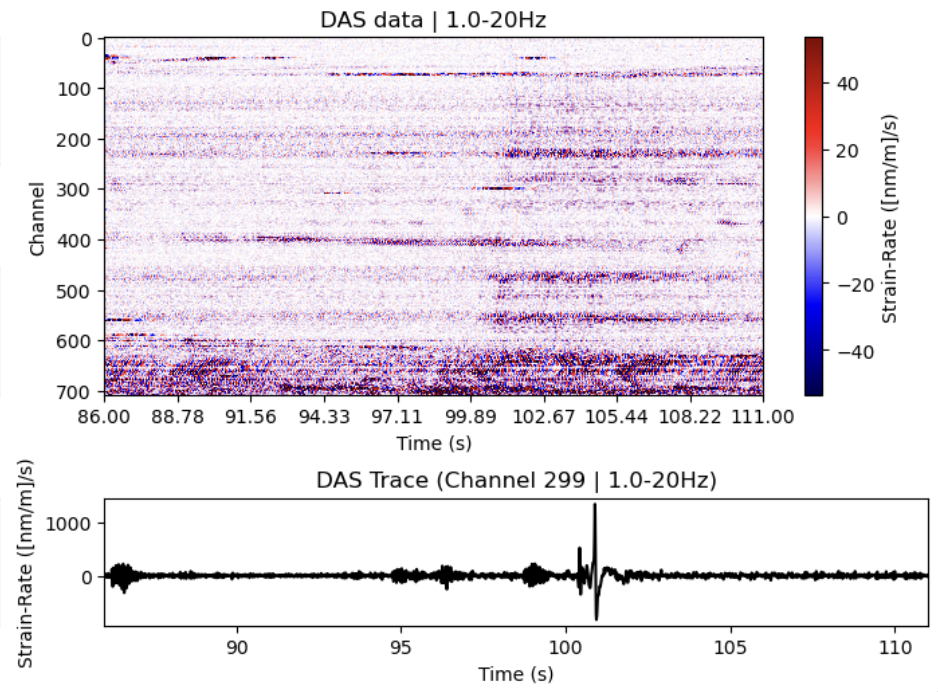 DAS data | 1.0-20Hz
0
100
200
300
400
500
600
700
Channel
86.00 88.78 91.56 94.33 97.11 99.89 102.67 105.44 108.22 111.00
Time (s)
40
20
0
−20
−40
Strain-Rate ([nm/m]/s)
DAS Trace (Channel 299 | 1.0-20Hz)
Strain-Rate ([nm/m]/s)
1000
0
90 95 100 105 110
Time (s)